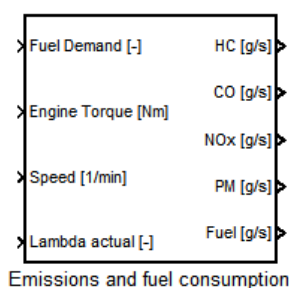 Fuel Demand [-]
HC [g/s]
CO [g/s]
Engine Torque [Nm]
NOx [g/s]
Speed [1/min]
PM [g/s]
Lambda actual [-]
Fuel [g/s]
Emissions and fuel consumption